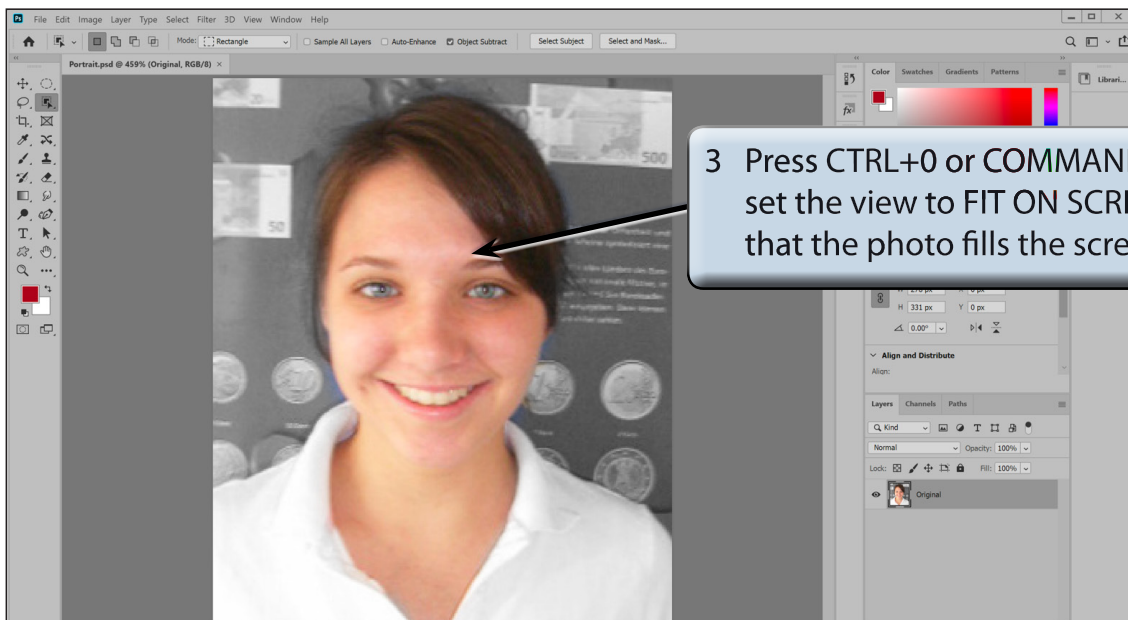 Ps File Edit Image Layer Type Select Filter 3D View Window Help
Mode: Rectangle Sample All Layers Auto-Enhance Object Subtract Select Subject Select and Mask...
Portrait.psd @ 459% (Original, RGB/8) ×
Color Swatches Gradients Patterns
Librari...
fx
3 Press CTRL+0 or COMMAN
set the view to FIT ON SCRE
that the photo fills the scre
500
50
H 331 px Y 0 px
0.00°
Align and Distribute
Align:
Layers Channels Paths
Kind
Normal Opacity: 100%
Lock: Fill: 100%
Original